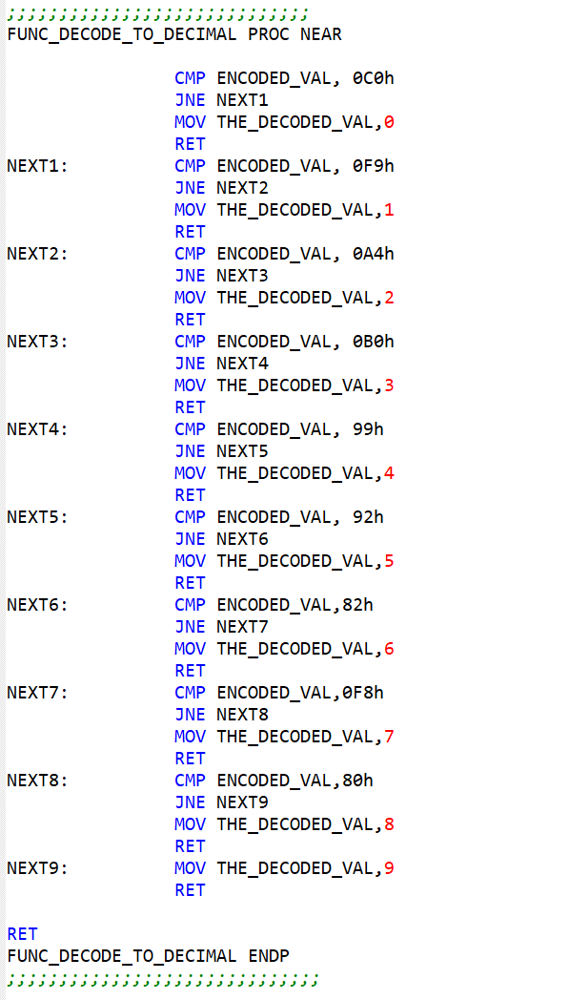 ;;;;;;;;;;;;;;;;;;;;;;;;;;;;;
FUNC_DECODE_TO_DECIMAL PROC NEAR
CMP ENCODED_VAL, 0C0h
JNE NEXT1
MOV THE_DECODED_VAL,0
RET
NEXT1: CMP ENCODED_VAL, 0F9h
JNE NEXT2
MOV THE_DECODED_VAL,1
RET
NEXT2: CMP ENCODED_VAL, 0A4h
JNE NEXT3
MOV THE_DECODED_VAL,2
RET
NEXT3: CMP ENCODED_VAL, 0B0h
JNE NEXT4
MOV THE_DECODED_VAL,3
RET
NEXT4: CMP ENCODED_VAL, 99h
JNE NEXT5
MOV THE_DECODED_VAL,4
RET
NEXT5: CMP ENCODED_VAL, 92h
JNE NEXT6
MOV THE_DECODED_VAL,5
RET
NEXT6: CMP ENCODED_VAL,82h
JNE NEXT7
MOV THE_DECODED_VAL,6
RET
NEXT7: CMP ENCODED_VAL,0F8h
JNE NEXT8
MOV THE_DECODED_VAL,7
RET
NEXT8: CMP ENCODED_VAL,80h
JNE NEXT9
MOV THE_DECODED_VAL,8
RET
NEXT9: MOV THE_DECODED_VAL,9
RET
RET
FUNC_DECODE_TO_DECIMAL ENDP
;;;;;;;;;;;;;;;;;;;;;;;;;;;;;;